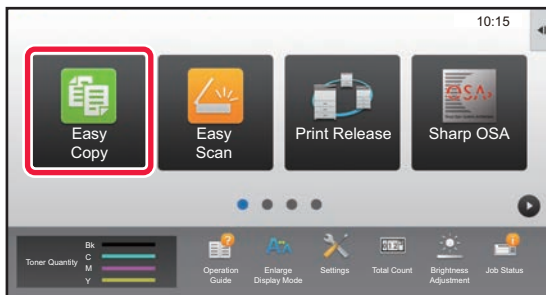 10:15
Easy
Copy
Easy
Scan
Print Release
OSA
Sharp OSA
Toner Quantity
Bk
C
M
Y
Operation
Guide
Enlarge
Display Mode
Settings
Total Count
Brightness
Adjustment
Job Status